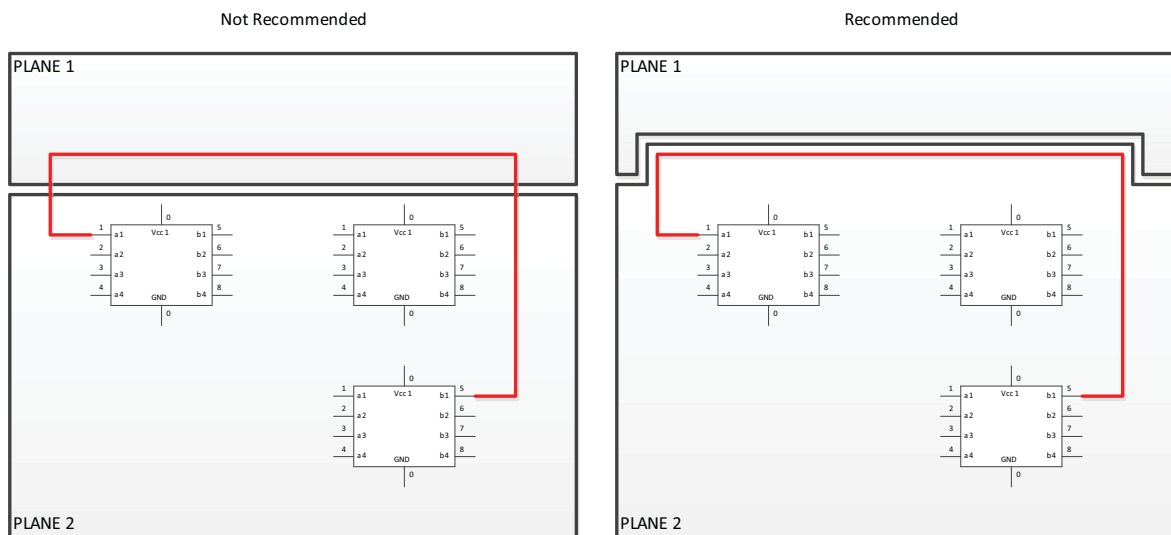 Not Recommended
Recommended
PLANE 1
PLANE 1
0
0
1 a1 Vcc 1 5
2 a2 b2 6
3 a3 b3 7
4 a4 b4 8
b1
GND
0
1 a1 Vcc 1 b1 5
2 a2 b2 6
3 a3 b3 7
4 a4 GND b4 8
0
0
1 a1 Vcc 1 b1 5
2 a2 b2 6
3 a3 b3 7
4 a4 GND b4 8
0
1 a1 Vcc 1 b1 5
2 a2 b2 6
3 a3 b3 7
4 a4 GND b4 8
0
0
0
1 a1 Vcc 1 b1 5
2 a2 b2 6
3 a3 b3 7
4 a4 GND b4 8
0
0
1 a1 Vcc 1 b1 5
2 a2 b2 6
3 a3 b3 7
4 a4 GND b4 8
0
PLANE 2
PLANE 2